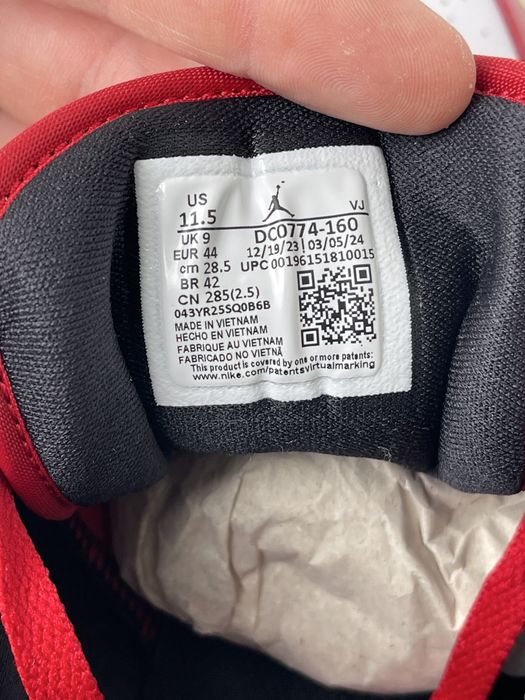 US
11.5
VJ
UK 9
DC0774-160
EUR 44
12/19/23 | 03/05/24
cm 28.5
UPC 00196151810015
BR 42
CN 285(2.5)
043YR25SQ0B6B
MADE IN VIETNAM
HECHO EN VIETNAM
FABRIQUE AU VIETNAM
FABRICADO NO VIETNÃ
This product is covered by one or more patents:
www.nike.com/patentsvirtualmarking